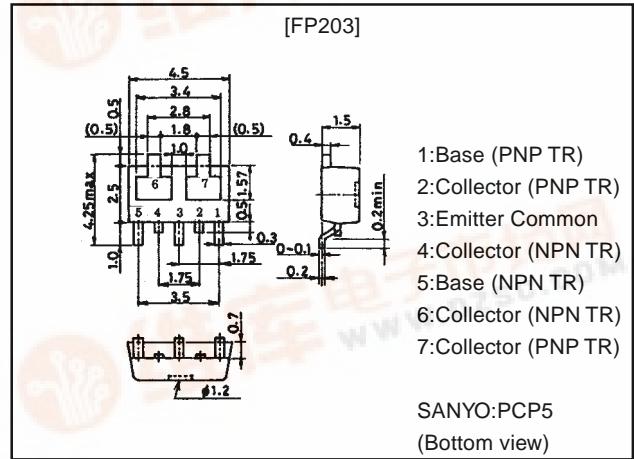 [FP203]
4.5
3.4
2.8
0.5
(0.5) 1.8 (0.5)
1.0
4.25max
2.5
6 7
1.57
5 4 3 2 1
0.5
0.3
1.0
1.75
1.75
3.5
1.5
0.4
0.2min
0~0.1
0.2
0.7
φ1.2
1:Base (PNP TR)
2:Collector (PNP TR)
3:Emitter Common
4:Collector (NPN TR)
5:Base (NPN TR)
6:Collector (NPN TR)
7:Collector (PNP TR)
SANYO:PCP5
(Bottom view)